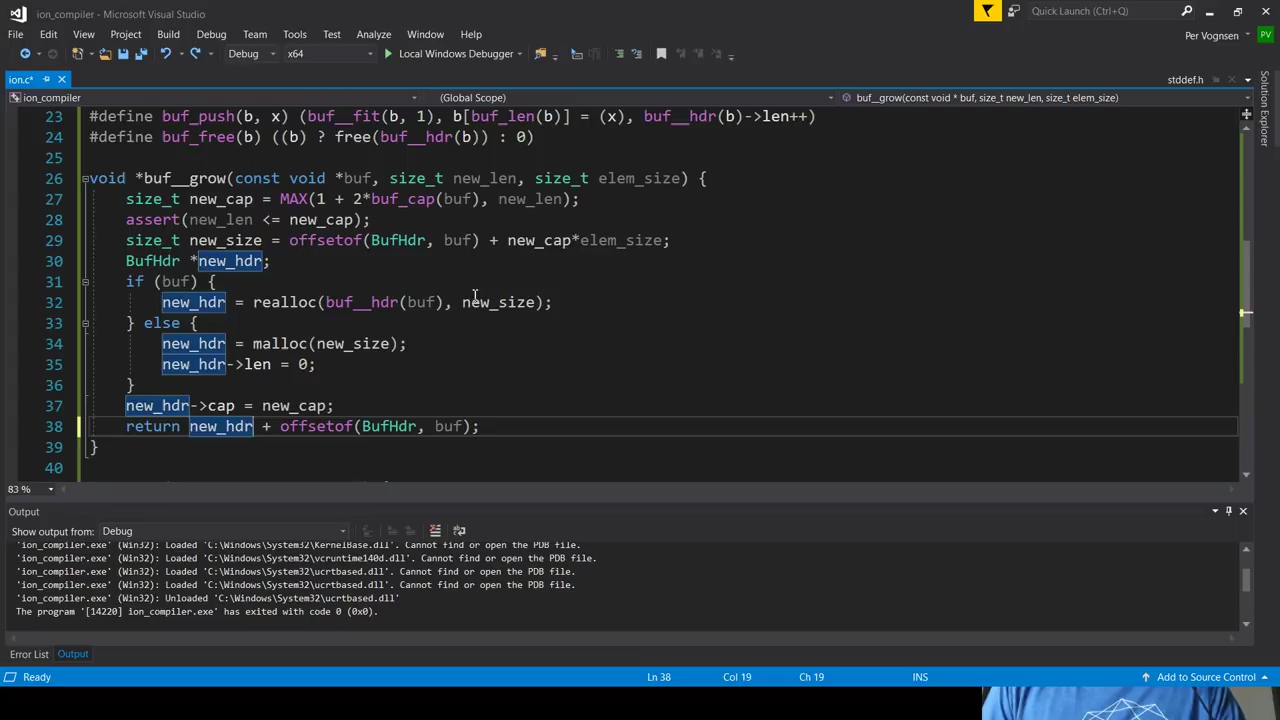 ion_compiler - Microsoft Visual Studio
Quick Launch (Ctrl+Q)
File Edit View Project Build Debug Team Tools Test Analyze Window Help
Per Vognsen PV
Debug x64 Local Windows Debugger
ion.c* stddef.h
ion_compiler (Global Scope) buf__grow(const void * buf, size_t new_len, size_t elem_size)
23 #define buf_push(b, x) (buf__fit(b, 1), b[buf_len(b)] = (x), buf__hdr(b)->len++)
24 #define buf_free(b) ((b) ? free(buf__hdr(b)) : 0)
25
26 void *buf__grow(const void *buf, size_t new_len, size_t elem_size) {
27 size_t new_cap = MAX(1 + 2*buf_cap(buf), new_len);
28 assert(new_len <= new_cap);
29 size_t new_size = offsetof(BufHdr, buf) + new_cap*elem_size;
30 BufHdr *new_hdr;
31 if (buf) {
32 new_hdr = realloc(buf__hdr(buf), new_size);
33 } else {
34 new_hdr = malloc(new_size);
35 new_hdr->len = 0;
36 }
37 new_hdr->cap = new_cap;
38 return new_hdr + offsetof(BufHdr, buf);
39 }
40
83 %
Output
Show output from: Debug
'ion_compiler.exe' (Win32): Loaded 'C:\Windows\System32\KernelBase.dll'. Cannot find or open the PDB file.
'ion_compiler.exe' (Win32): Loaded 'C:\Windows\System32\vcruntime140d.dll'. Cannot find or open the PDB file.
'ion_compiler.exe' (Win32): Loaded 'C:\Windows\System32\ucrtbased.dll'. Cannot find or open the PDB file.
'ion_compiler.exe' (Win32): Loaded 'C:\Windows\System32\ucrtbased.dll'. Cannot find or open the PDB file.
'ion_compiler.exe' (Win32): Unloaded 'C:\Windows\System32\ucrtbased.dll'
The program '[14220] ion_compiler.exe' has exited with code 0 (0x0).
Error List Output
Ready Ln 38 Col 19 Ch 19 INS Add to Source Control
Solution Explorer